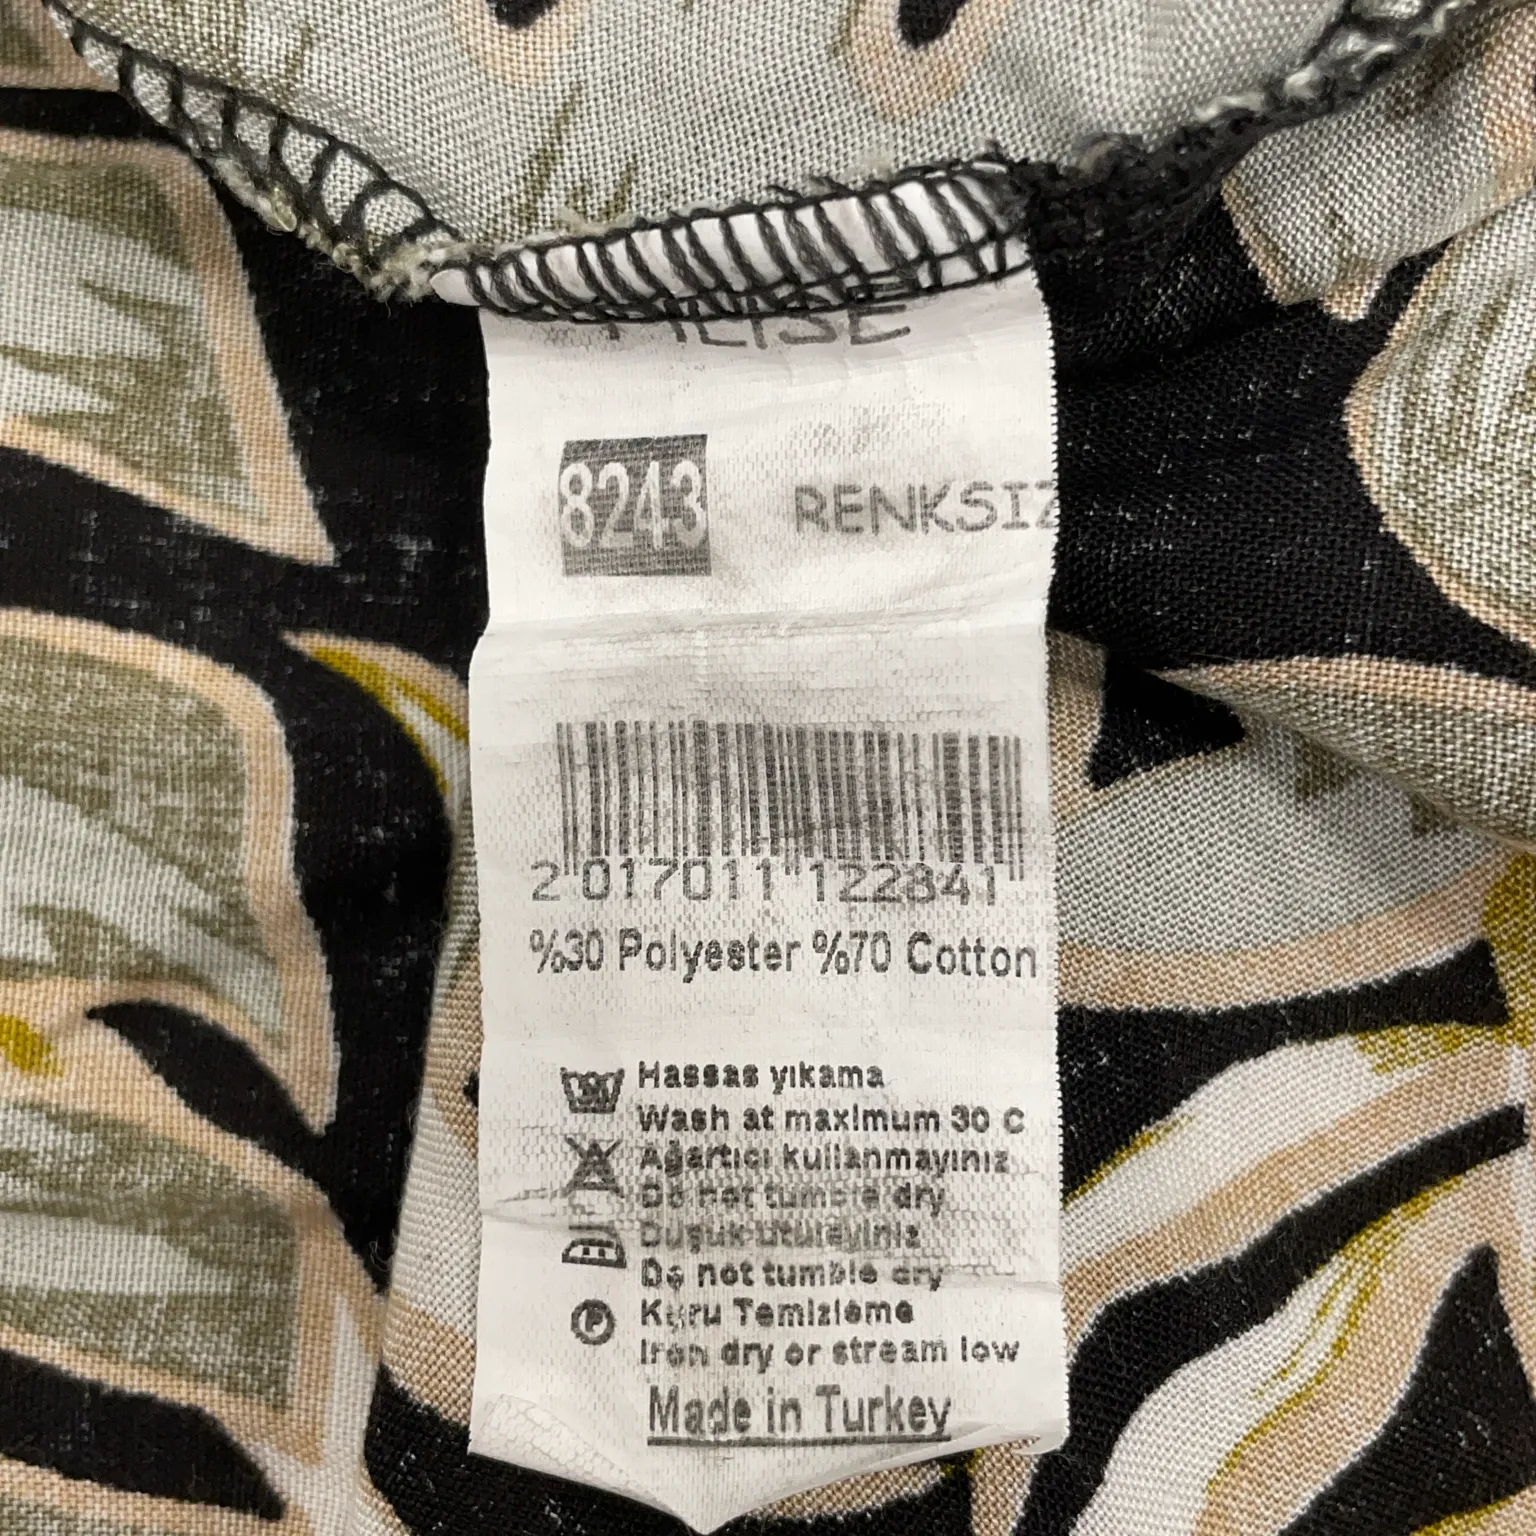 8243 RENKSIZ
2 017011 122841
%30 Polyester %70 Cotton
Hassas yıkama
Wash at maximum 30 C
Ağartıcı kullanmayınız
Do not tumble dry
Düşük ütüleyiniz
Do not tumble dry
Kuru Temizleme
Iron dry or stream low
Made in Turkey